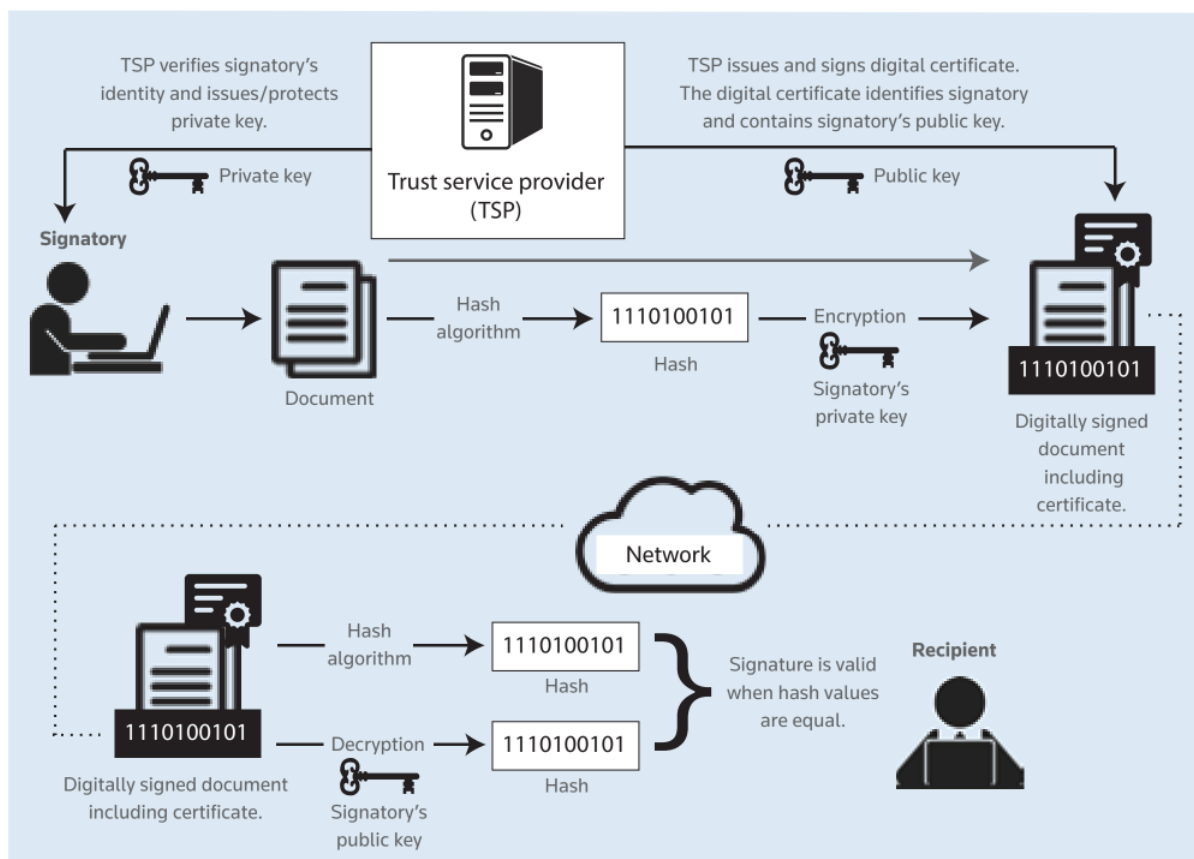 TSP verifies signatory's
identity and issues/protects
private key.
Private key
Trust service provider
(TSP)
TSP issues and signs digital certificate.
The digital certificate identifies signatory
and contains signatory's public key.
Public key
Signatory
Document
Hash
algorithm
1110100101
Hash
Encryption
Signatory's
private key
1110100101
Digitally signed
document
including
certificate.
Network
1110100101
Digitally signed document
including certificate.
Hash
algorithm
1110100101
Hash
Decryption
Signatory's
public key
1110100101
Hash
Signature is valid
when hash values
are equal.
Recipient